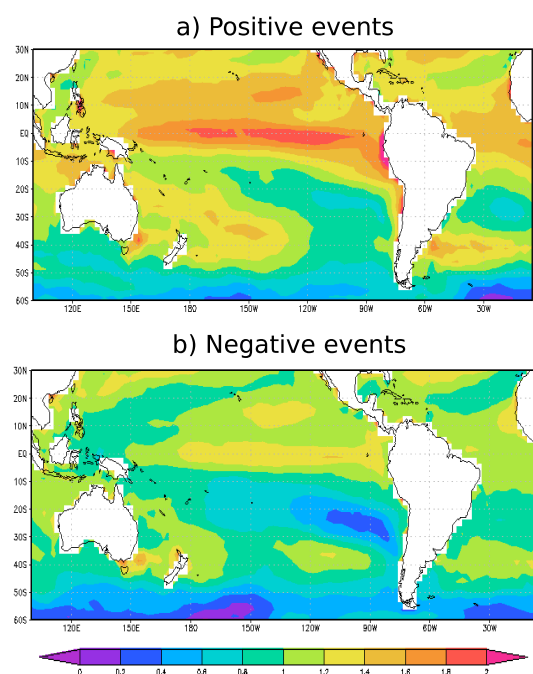 a) Positive events
30N
20N
10N
EQ
10S
20S
30S
40S
50S
60S
120E 150E 180 150W 120W 90W 60W 30W
b) Negative events
30N
20N
10N
EQ
10S
20S
30S
40S
50S
60S
120E 150E 180 150W 120W 90W 60W 30W
0 0.2 0.4 0.6 0.8 1 1.2 1.4 1.6 1.8 2